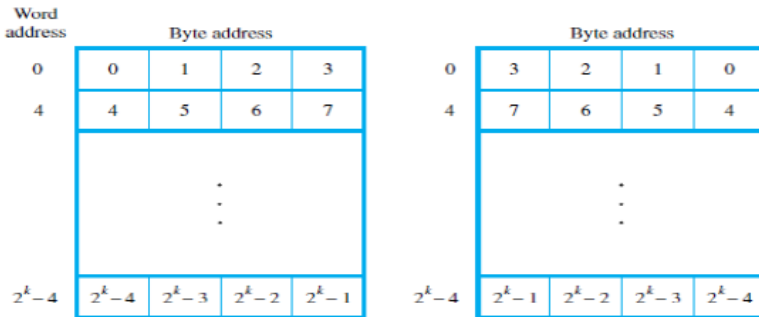 Word
address Byte address
0 0 1 2 3
4 4 5 6 7
2^k−4 2^k−4 2^k−3 2^k−2 2^k−1
Byte address
0 3 2 1 0
4 7 6 5 4
2^k−4 2^k−1 2^k−2 2^k−3 2^k−4